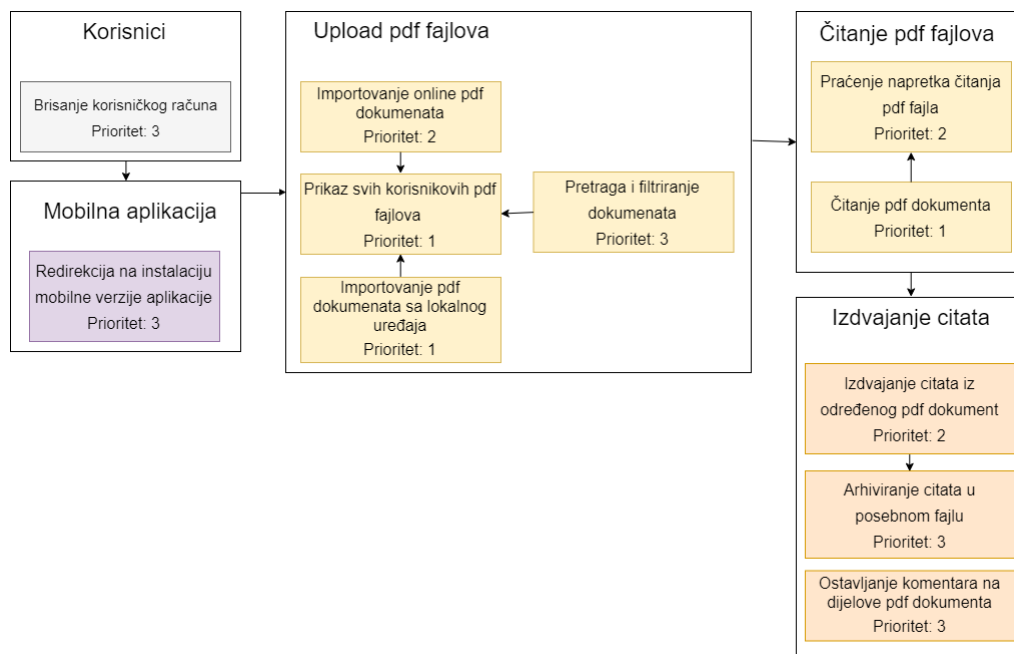 Korisnici
Brisanje korisničkog računa
Prioritet: 3
Mobilna aplikacija
Redirekcija na instalaciju
mobilne verzije aplikacije
Prioritet: 3
Upload pdf fajlova
Importovanje online pdf
dokumenata
Prioritet: 2
Prikaz svih korisnikovih pdf
fajlova
Prioritet: 1
Pretraga i filtriranje
dokumenata
Prioritet: 3
Importovanje pdf
dokumenata sa lokalnog
uređaja
Prioritet: 1
Čitanje pdf fajlova
Praćenje napretka čitanja
pdf fajla
Prioritet: 2
Čitanje pdf dokumenta
Prioritet: 1
Izdvajanje citata
Izdvajanje citata iz
određenog pdf dokument
Prioritet: 2
Arhiviranje citata u
posebnom fajlu
Prioritet: 3
Ostavljanje komentara na
dijelove pdf dokumenta
Prioritet: 3